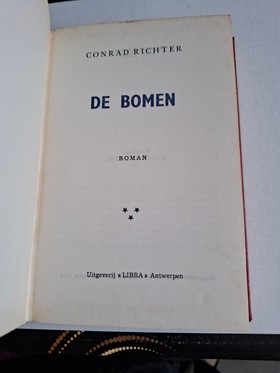 CONRAD RICHTER
DE BOMEN
ROMAN
Uitgeverij «LIBRA» Antwerpen